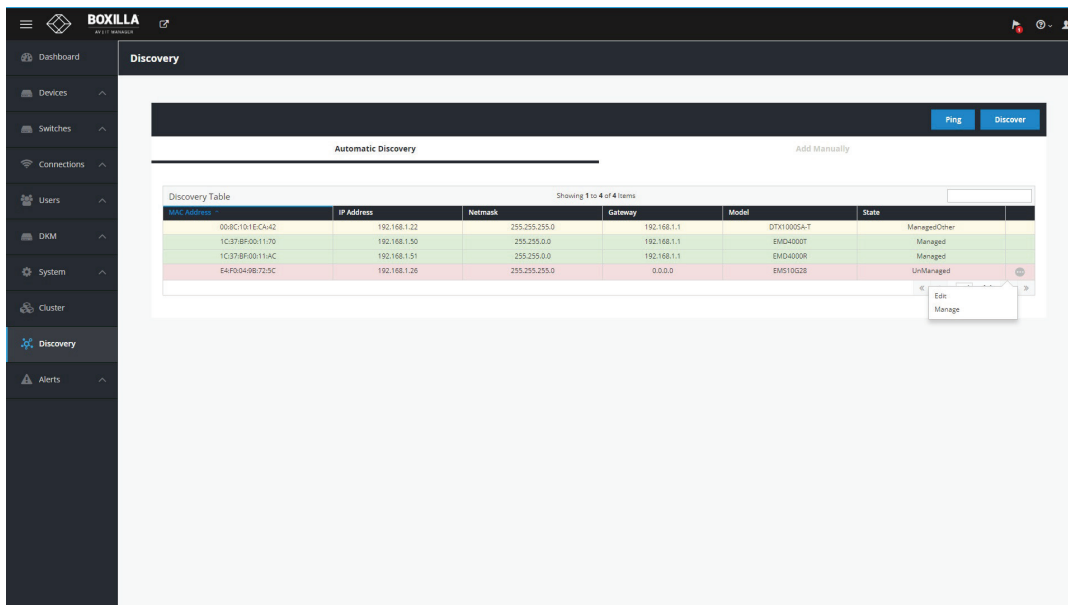 BOXILLA
AV | IT MANAGER
1
Dashboard
Discovery
Devices
Switches
Connections
Users
DKM
System
Cluster
Discovery
Alerts
Ping Discover
Automatic Discovery Add Manually
Discovery Table Showing 1 to 4 of 4 Items
MAC Address IP Address Netmask Gateway Model State
00:8C:10:1E:CA:42 192.168.1.22 255.255.255.0 192.168.1.1 DTX1000SA-T ManagedOther
1C:37:BF:00:11:70 192.168.1.50 255.255.0.0 192.168.1.1 EMD4000T Managed
1C:37:BF:00:11:AC 192.168.1.51 255.255.0.0 192.168.1.1 EMD4000R Managed
E4:F0:04:9B:72:5C 192.168.1.26 255.255.255.0 0.0.0.0 EMS10G28 UnManaged
Edit
Manage